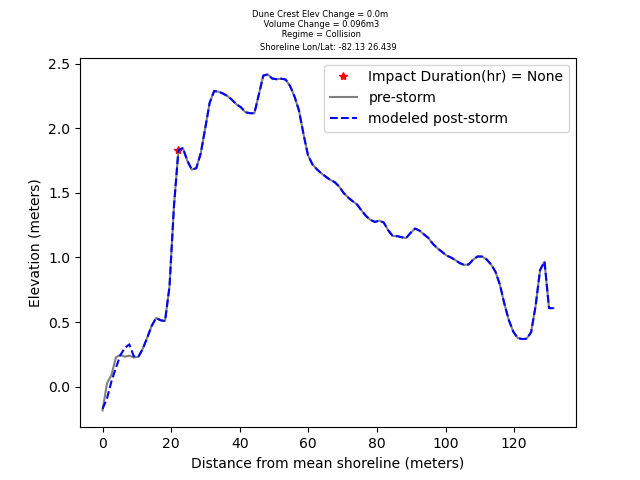 Dune Crest Elev Change = 0.0m
Volume Change = 0.096m3
Regime = Collision
Shoreline Lon/Lat: -82.13 26.439
Impact Duration(hr) = None
pre-storm
modeled post-storm
Elevation (meters)
2.5
2.0
1.5
1.0
0.5
0.0
0 20 40 60 80 100 120
Distance from mean shoreline (meters)